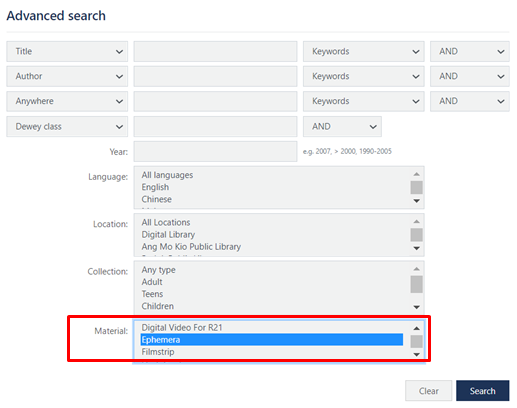 Advanced search
Title Keywords AND
Author Keywords AND
Anywhere Keywords AND
Dewey class AND
Year: e.g. 2007, > 2000, 1990-2005
Language: All languages
English
Chinese
Location: All Locations
Digital Library
Ang Mo Kio Public Library
Collection: Any type
Adult
Teens
Children
Material: Digital Video For R21
Ephemera
Filmstrip
Clear Search